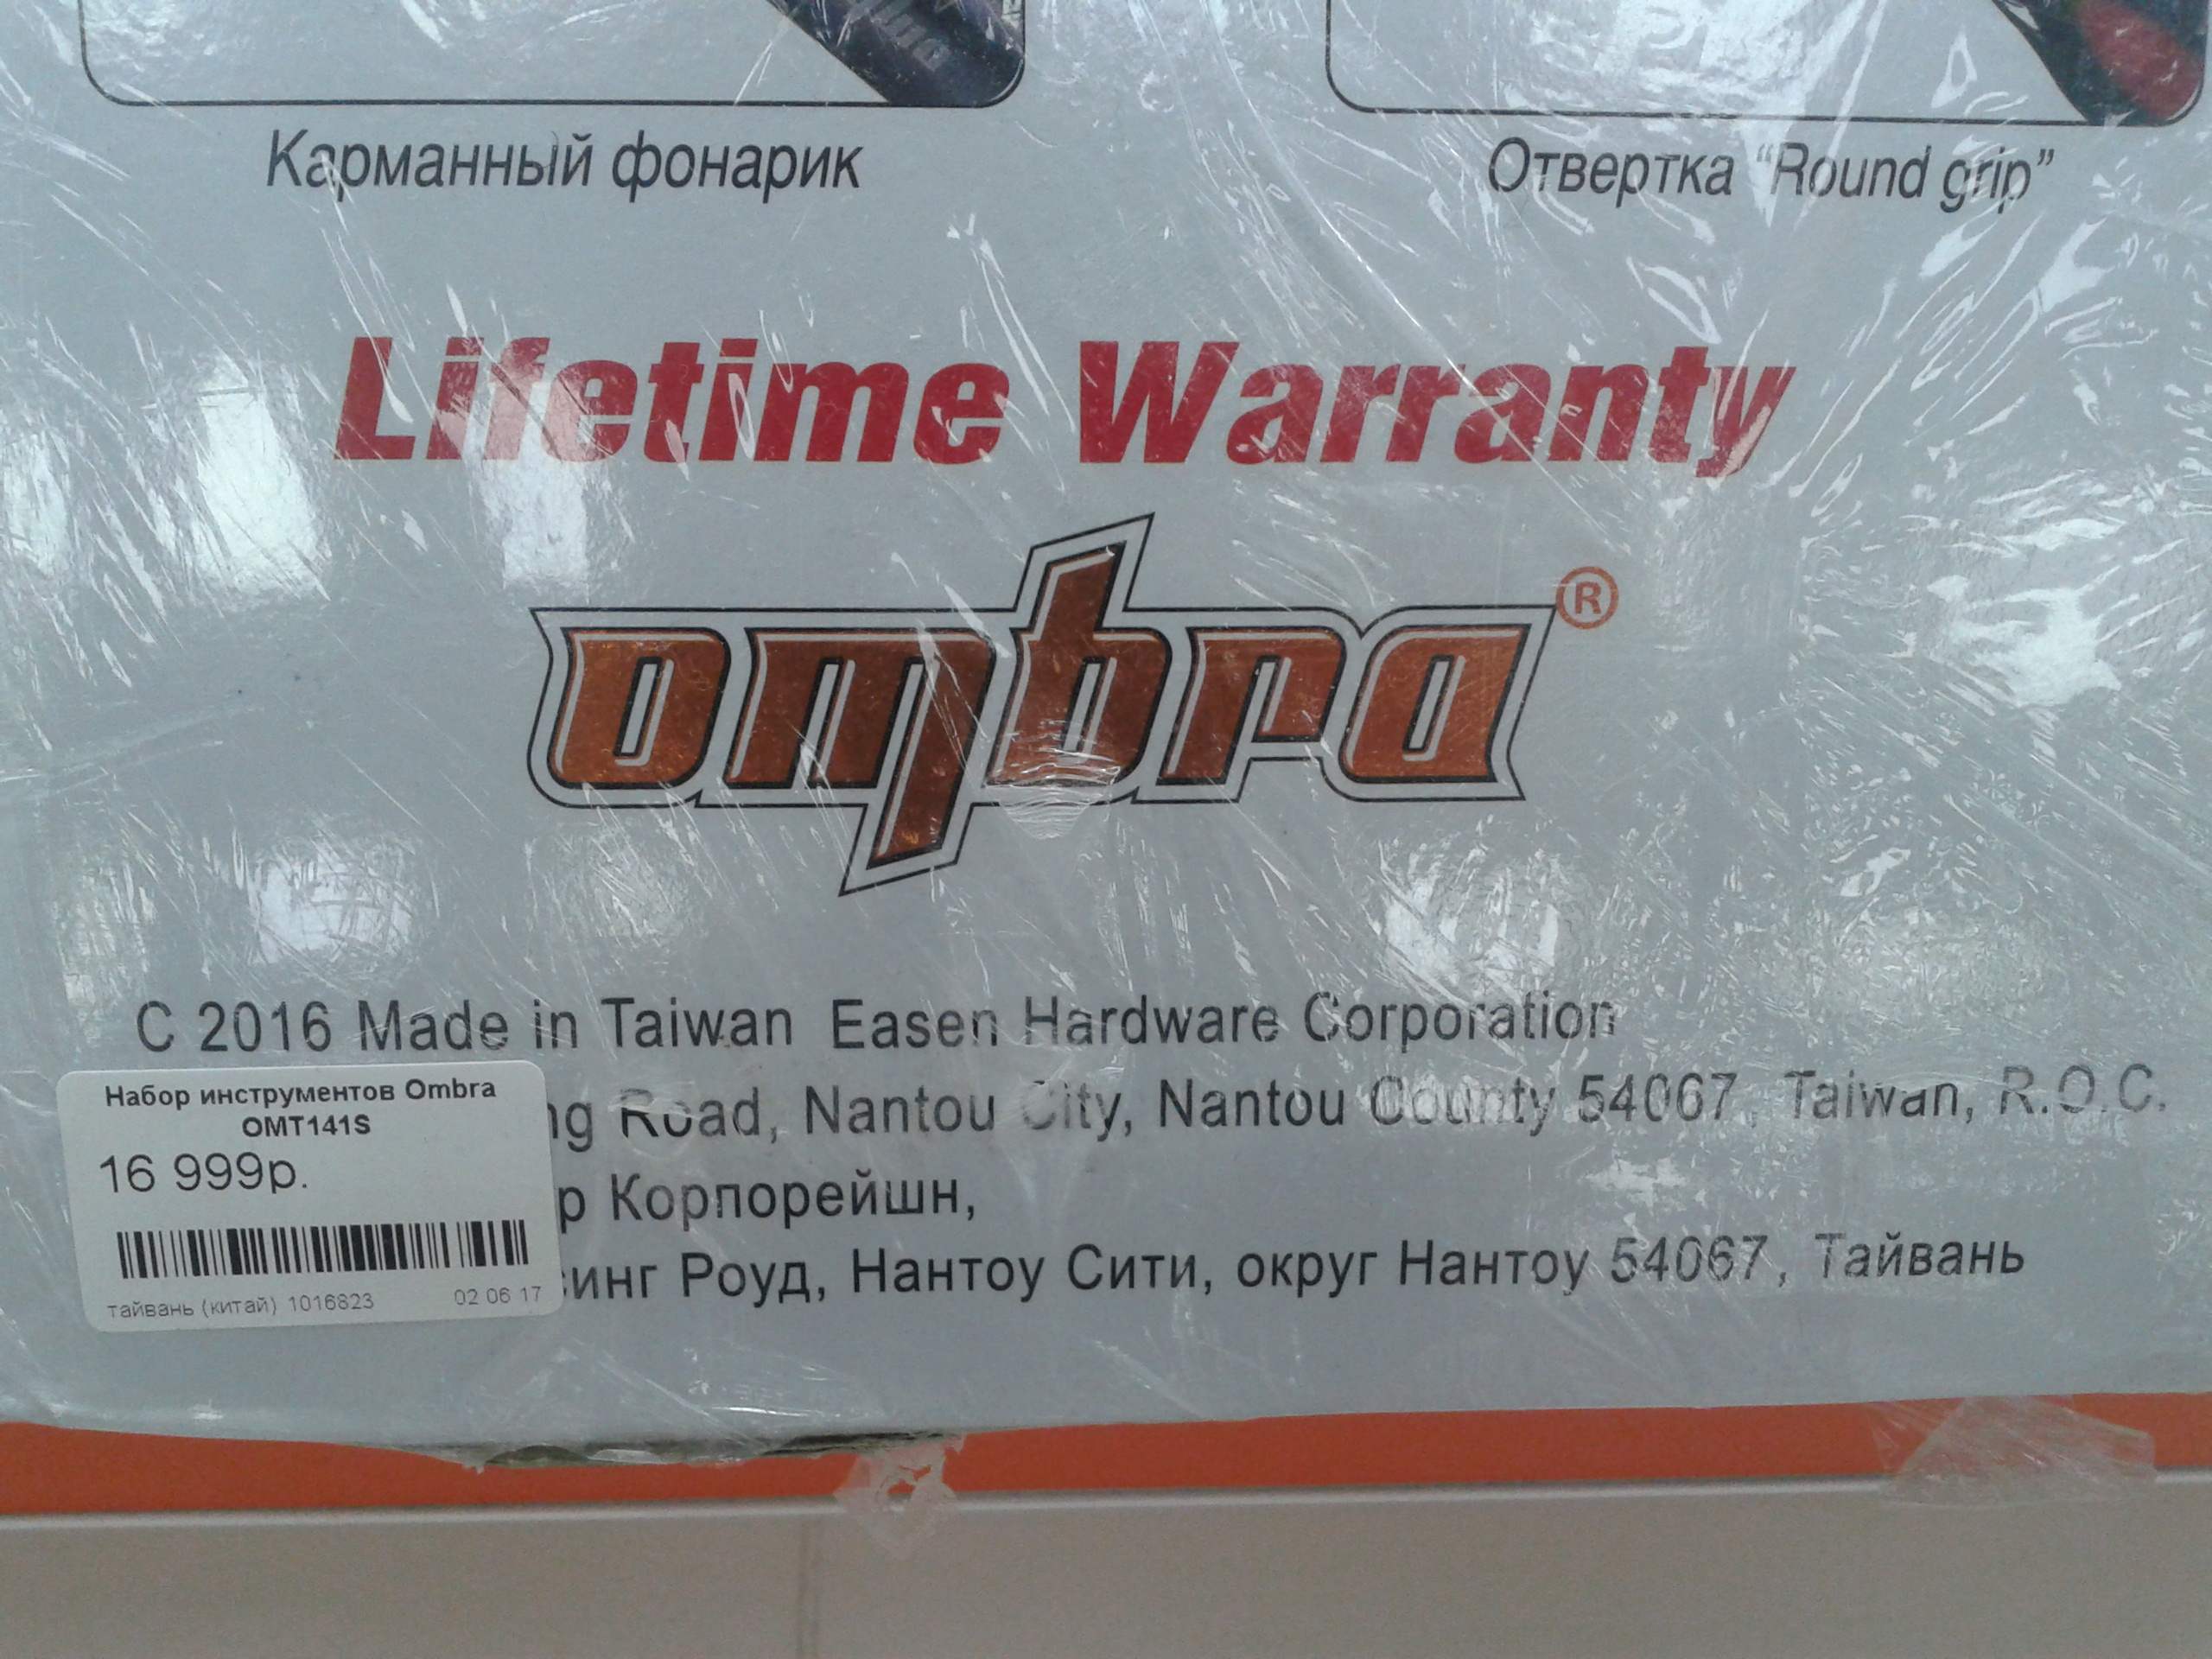 Карманный фонарик
Отвертка “Round grip”
Lifetime Warranty
ombra®
C 2016 Made in Taiwan Easen Hardware Corporation
Road, Nantou City, Nantou County 54067, Taiwan, R.O.C.
Корпорейшн,
Роуд, Нантоу Сити, округ Нантоу 54067, Тайвань
Набор инструментов Ombra
OMT141S
16 999р.
тайвань (китай) 1016823 02 06 17